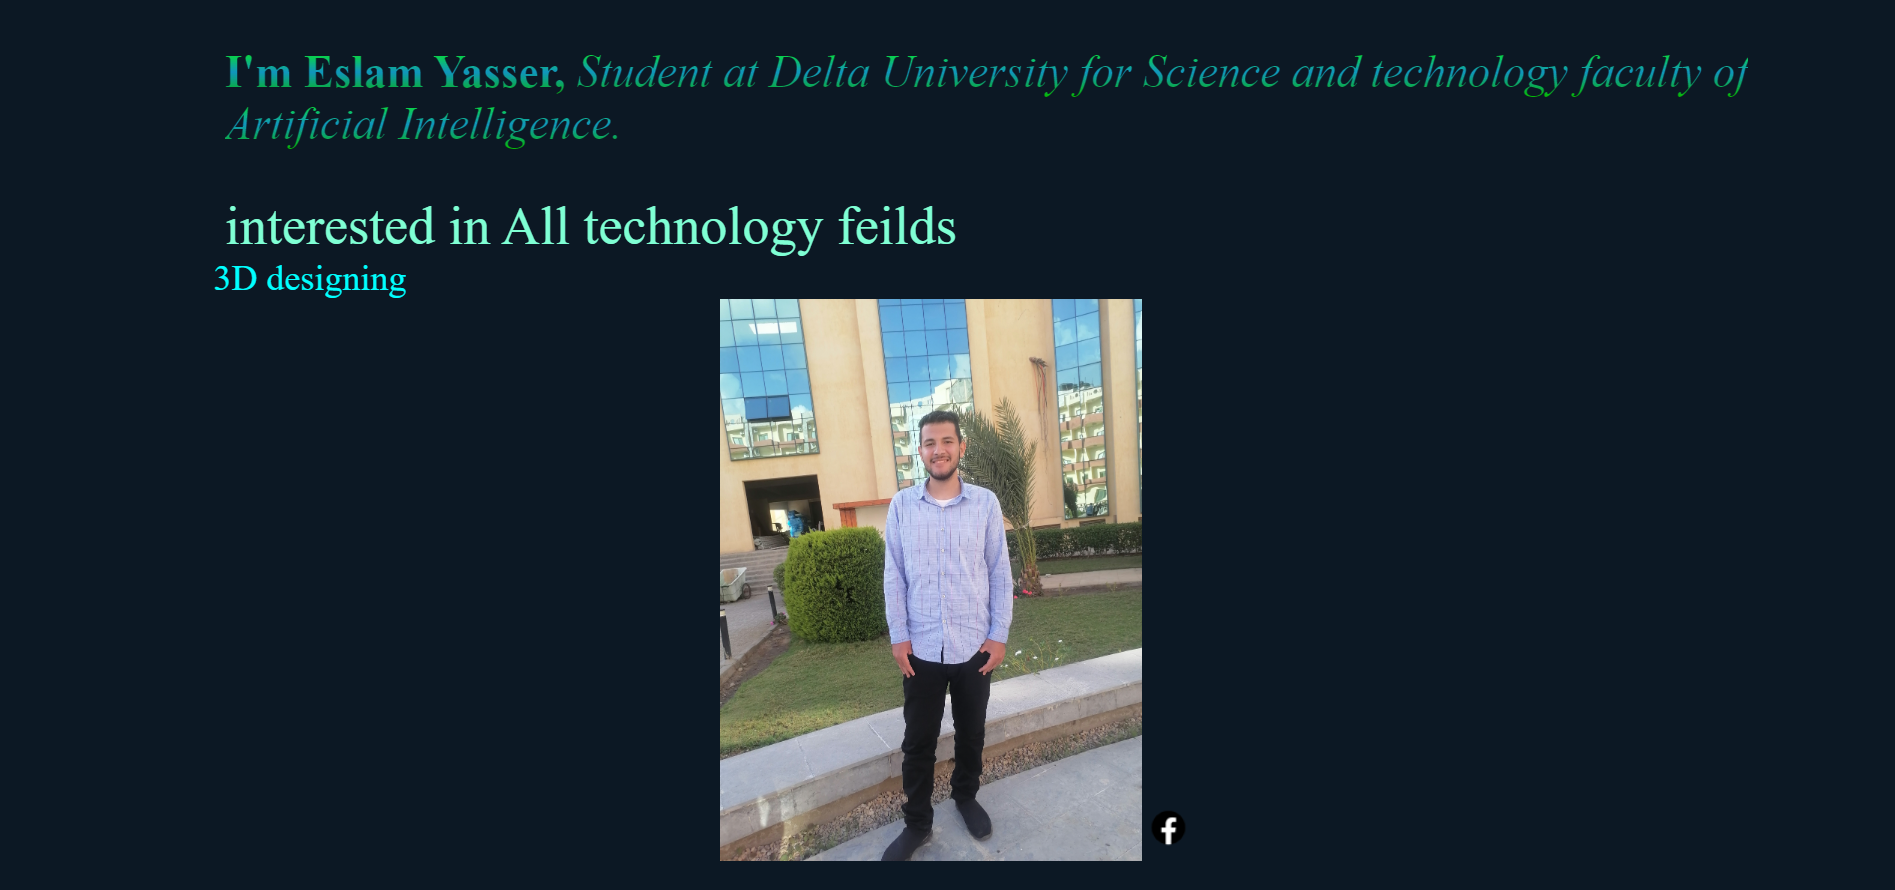 I'm Eslam Yasser, Student at Delta University for Science and technology faculty of
Artificial Intelligence.
interested in All technology feilds
3D designing